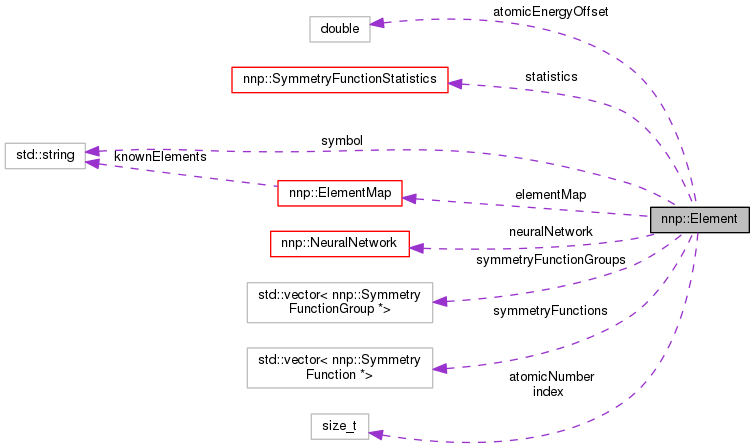 atomicEnergyOffset
double
nnp::SymmetryFunctionStatistics
statistics
symbol
std::string
knownElements
nnp::ElementMap
elementMap
nnp::Element
neuralNetwork
nnp::NeuralNetwork
symmetryFunctionGroups
std::vector< nnp::Symmetry
FunctionGroup *>
symmetryFunctions
std::vector< nnp::Symmetry
Function *>
atomicNumber
index
size_t